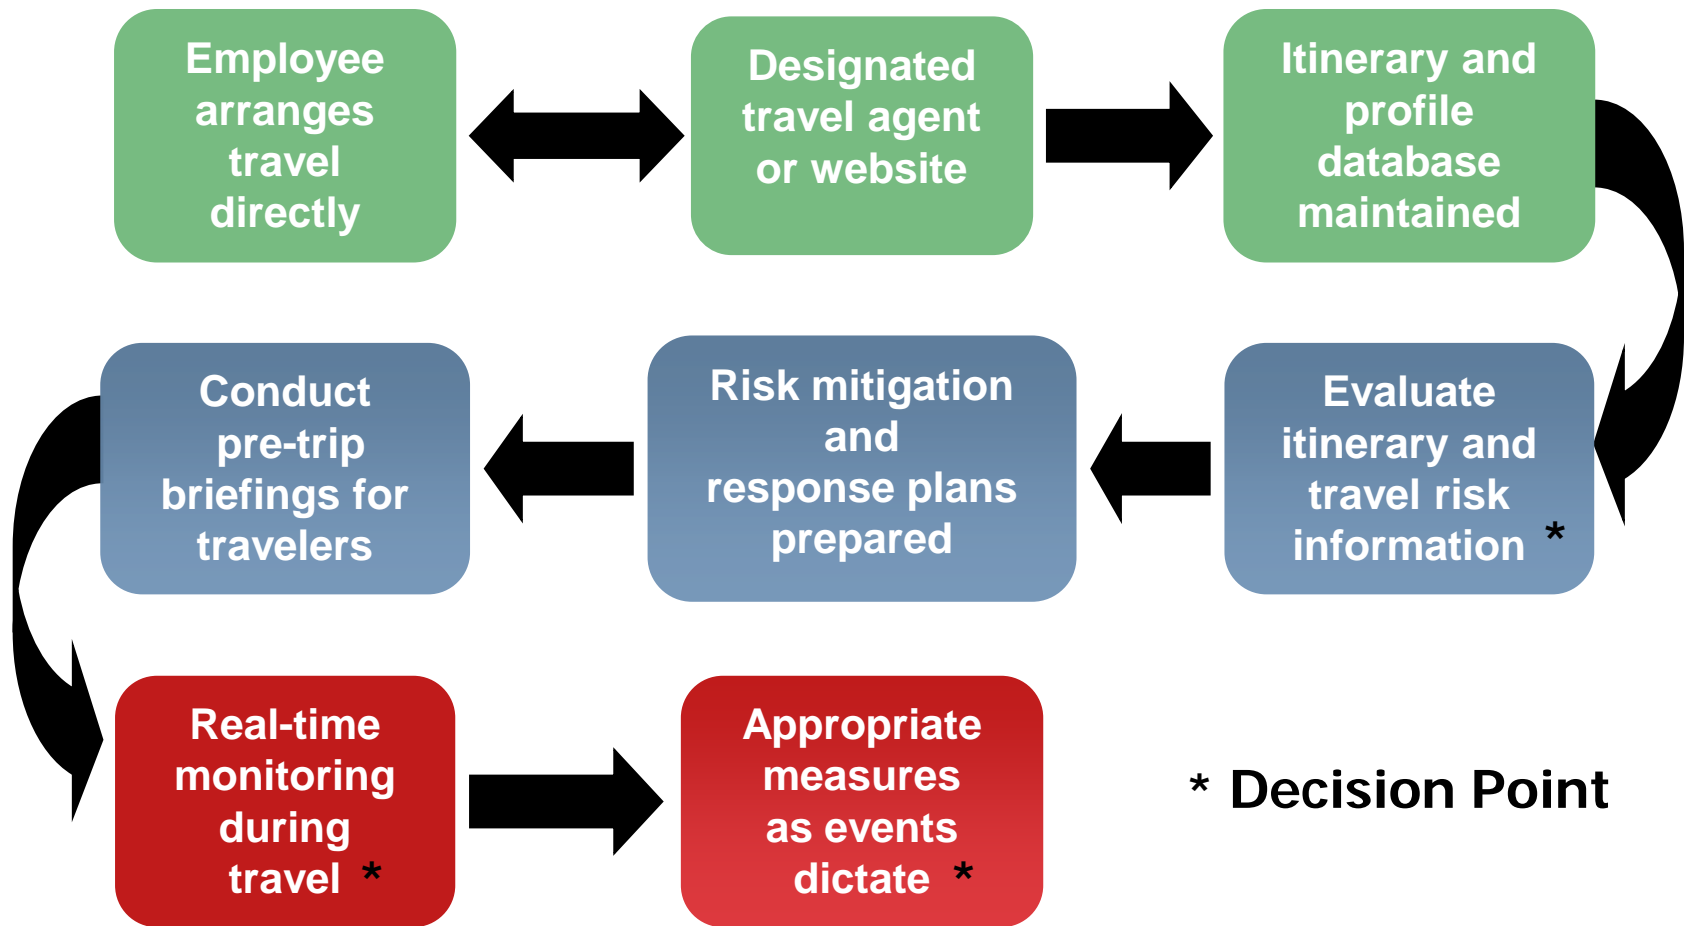 Employee
arranges
travel
directly
Designated
travel agent
or website
Itinerary and
profile
database
maintained
Conduct
pre-trip
briefings for
travelers
Risk mitigation
and
response plans
prepared
Evaluate
itinerary and
travel risk
information *
Real-time
monitoring
during
travel *
Appropriate
measures
as events
dictate *
* Decision Point